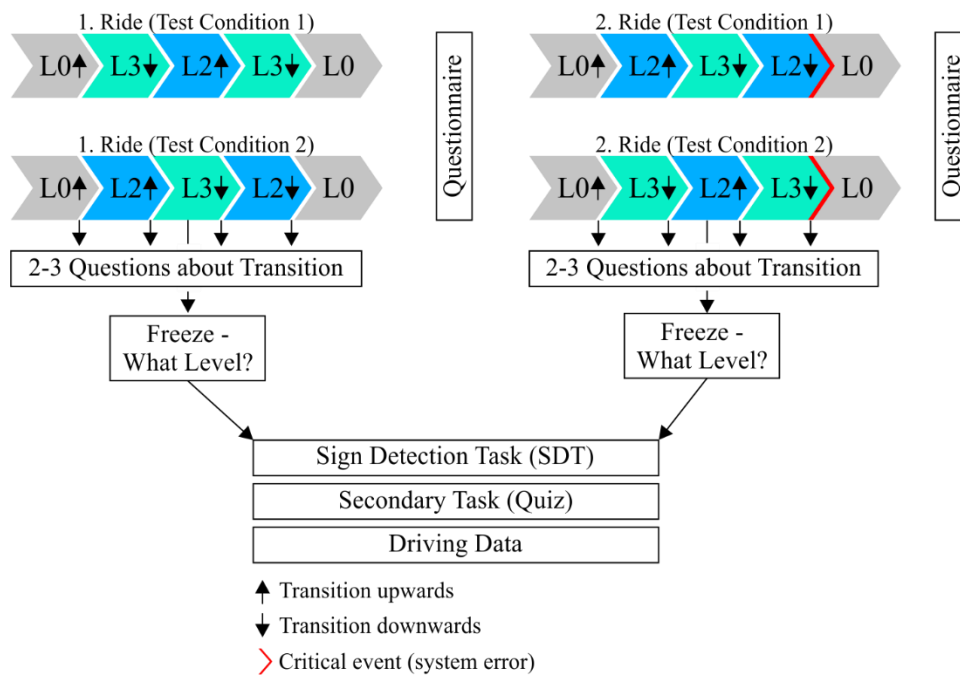 1. Ride (Test Condition 1)
L0 L3 L2 L3 L0
1. Ride (Test Condition 2)
L0 L2 L3 L2 L0
Questionnaire
2-3 Questions about Transition
Freeze -
What Level?
2. Ride (Test Condition 1)
L0 L2 L3 L2 L0
2. Ride (Test Condition 2)
L0 L3 L2 L3 L0
Questionnaire
2-3 Questions about Transition
Freeze -
What Level?
Sign Detection Task (SDT)
Secondary Task (Quiz)
Driving Data
Transition upwards
Transition downwards
Critical event (system error)